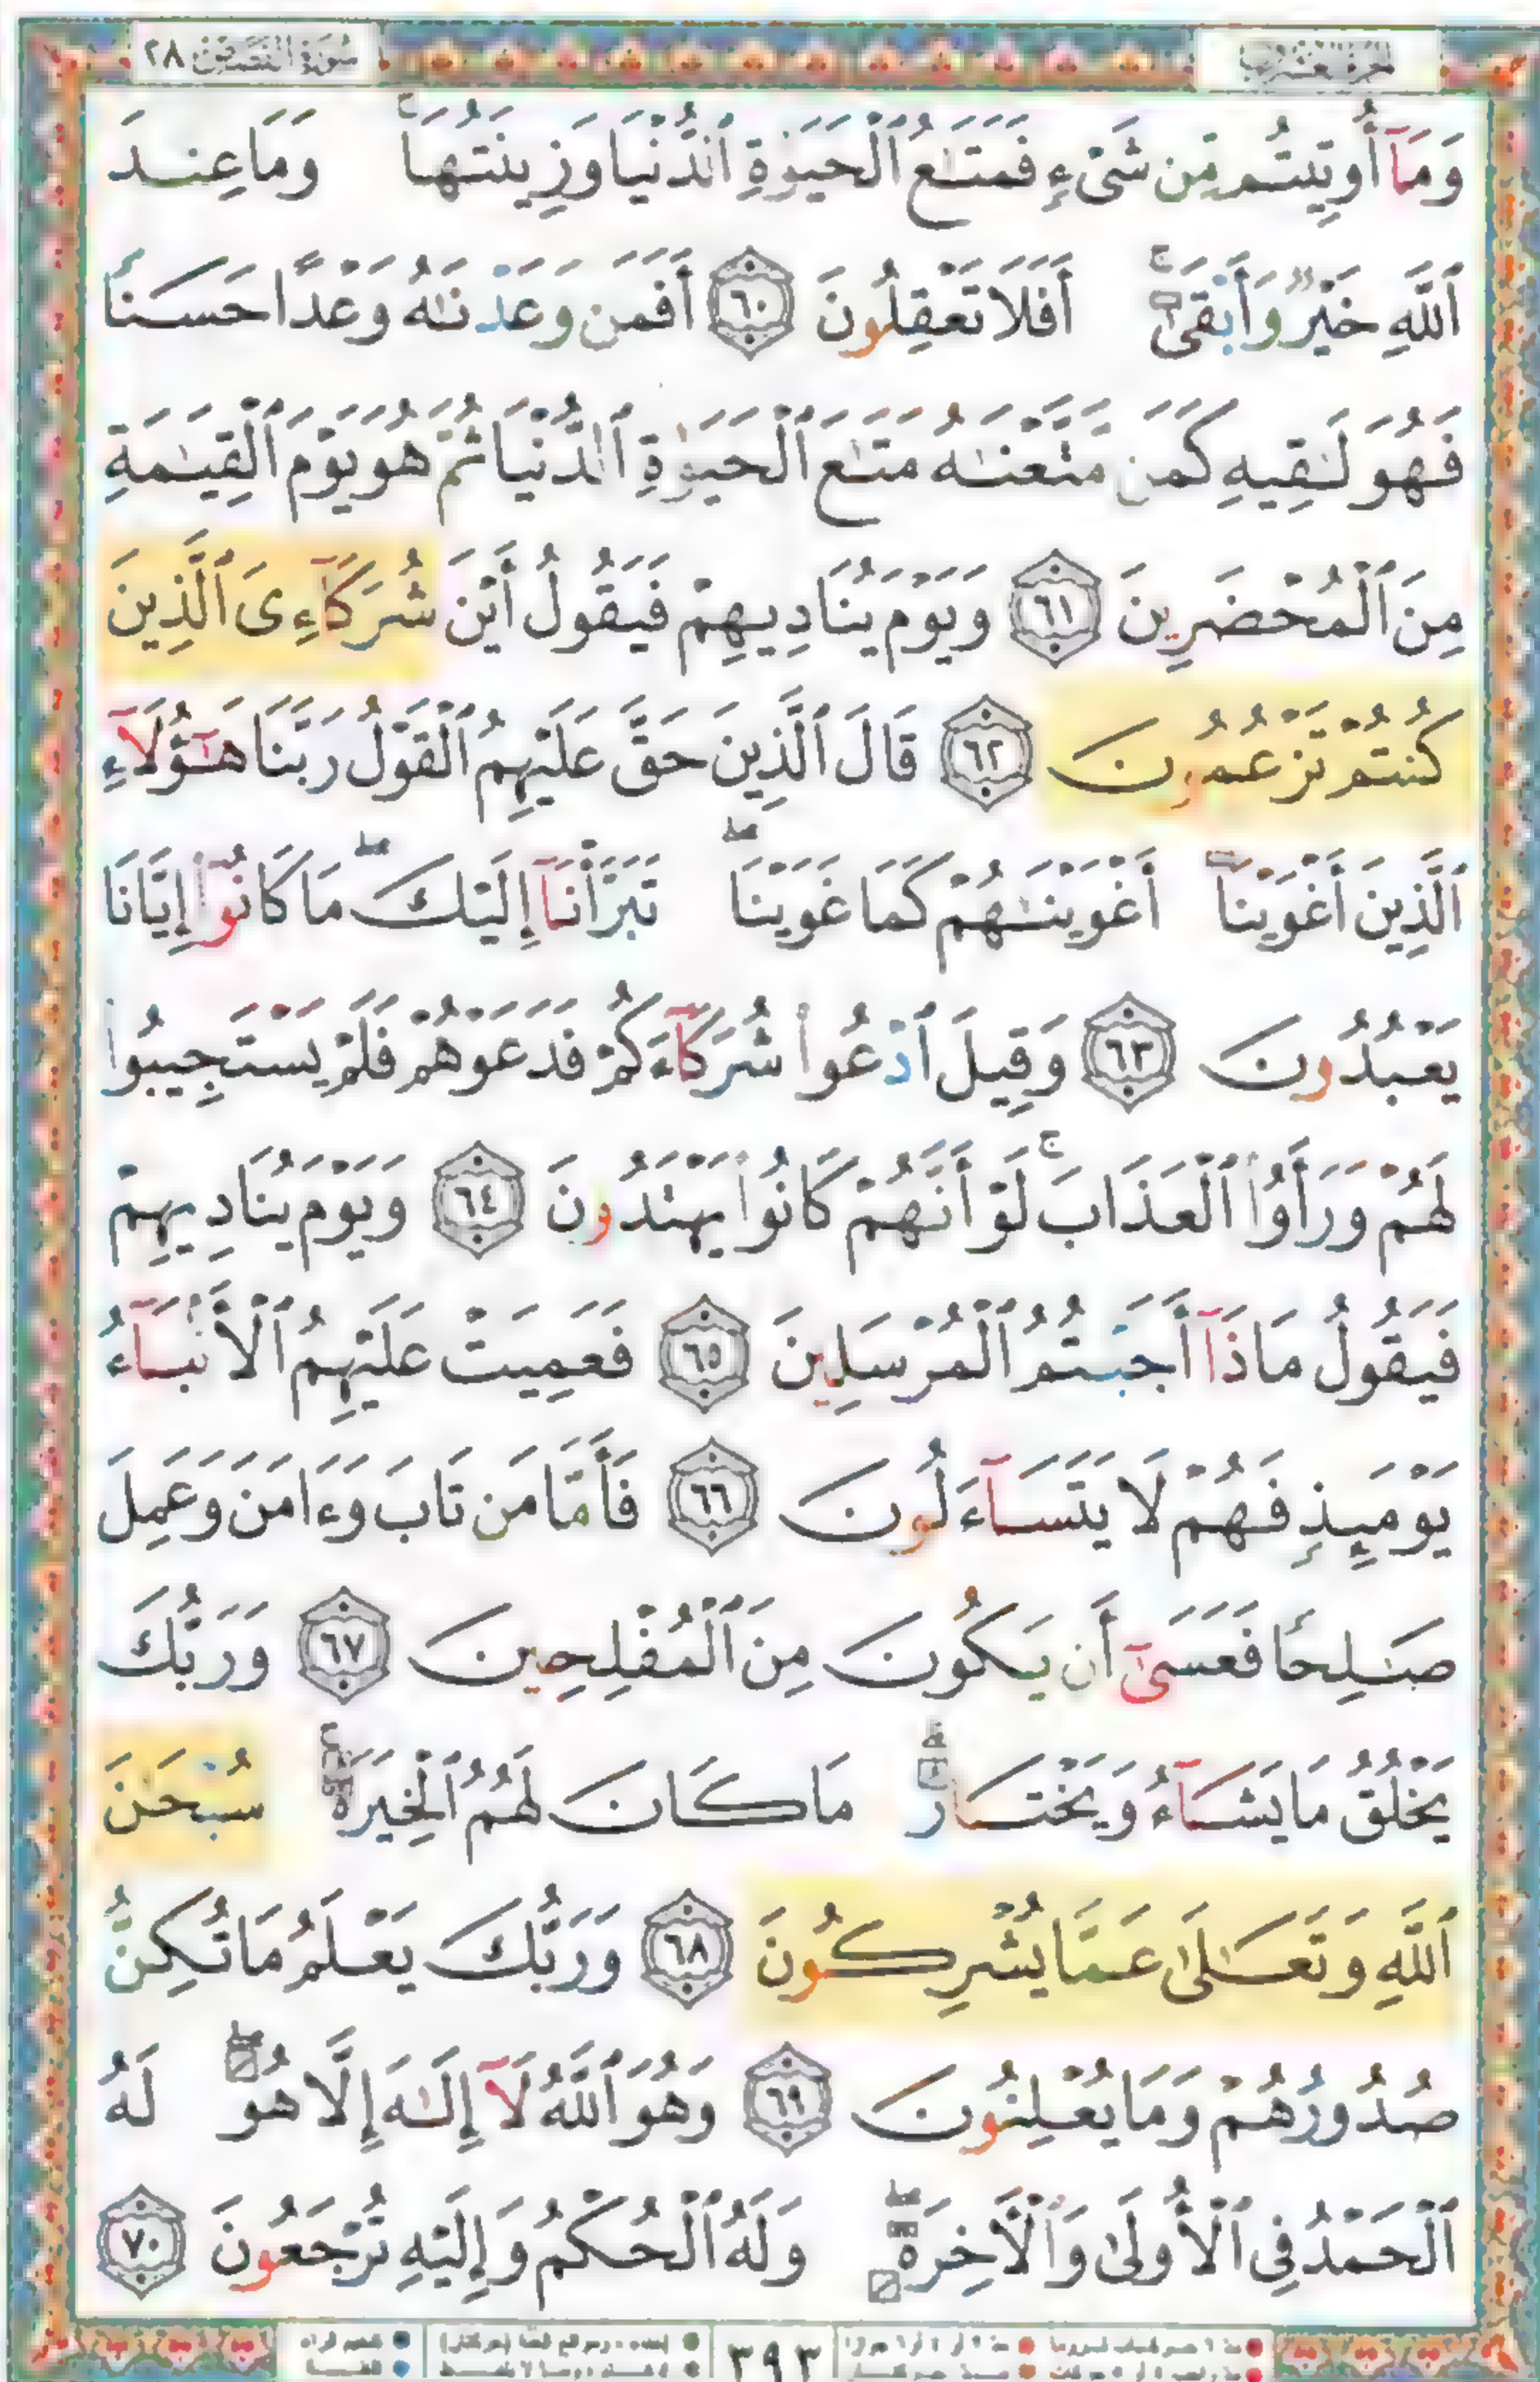 الجزء العشرون
سورة القصص ٢٨
وَمَآ أُوتِيتُم مِّن شَىْءٍ فَمَتَٰعُ ٱلْحَيَوٰةِ ٱلدُّنْيَا وَزِينَتُهَا ۚ وَمَا عِندَ
ٱللَّهِ خَيْرٌ وَأَبْقَىٰٓ ۚ أَفَلَا تَعْقِلُونَ ٦٠ أَفَمَن وَعَدْنَٰهُ وَعْدًا حَسَنًا
فَهُوَ لَٰقِيهِ كَمَن مَّتَّعْنَٰهُ مَتَٰعَ ٱلْحَيَوٰةِ ٱلدُّنْيَا ثُمَّ هُوَ يَوْمَ ٱلْقِيَٰمَةِ
مِنَ ٱلْمُحْضَرِينَ ٦١ وَيَوْمَ يُنَادِيهِمْ فَيَقُولُ أَيْنَ شُرَكَآءِىَ ٱلَّذِينَ
كُنتُمْ تَزْعُمُونَ ٦٢ قَالَ ٱلَّذِينَ حَقَّ عَلَيْهِمُ ٱلْقَوْلُ رَبَّنَا هَٰٓؤُلَآءِ
ٱلَّذِينَ أَغْوَيْنَآ أَغْوَيْنَٰهُمْ كَمَا غَوَيْنَا ۖ تَبَرَّأْنَآ إِلَيْكَ ۖ مَا كَانُوٓا۟ إِيَّانَا
يَعْبُدُونَ ٦٣ وَقِيلَ ٱدْعُوا۟ شُرَكَآءَكُمْ فَدَعَوْهُمْ فَلَمْ يَسْتَجِيبُوا۟
لَهُمْ وَرَأَوُا۟ ٱلْعَذَابَ ۚ لَوْ أَنَّهُمْ كَانُوا۟ يَهْتَدُونَ ٦٤ وَيَوْمَ يُنَادِيهِمْ
فَيَقُولُ مَاذَآ أَجَبْتُمُ ٱلْمُرْسَلِينَ ٦٥ فَعَمِيَتْ عَلَيْهِمُ ٱلْأَنۢبَآءُ
يَوْمَئِذٍ فَهُمْ لَا يَتَسَآءَلُونَ ٦٦ فَأَمَّا مَن تَابَ وَءَامَنَ وَعَمِلَ
صَٰلِحًا فَعَسَىٰٓ أَن يَكُونَ مِنَ ٱلْمُفْلِحِينَ ٦٧ وَرَبُّكَ
يَخْلُقُ مَا يَشَآءُ وَيَخْتَارُ ۗ مَا كَانَ لَهُمُ ٱلْخِيَرَةُ ۚ سُبْحَٰنَ
ٱللَّهِ وَتَعَٰلَىٰ عَمَّا يُشْرِكُونَ ٦٨ وَرَبُّكَ يَعْلَمُ مَا تُكِنُّ
صُدُورُهُمْ وَمَا يُعْلِنُونَ ٦٩ وَهُوَ ٱللَّهُ لَآ إِلَٰهَ إِلَّا هُوَ ۖ لَهُ
ٱلْحَمْدُ فِى ٱلْأُولَىٰ وَٱلْءَاخِرَةِ ۖ وَلَهُ ٱلْحُكْمُ وَإِلَيْهِ تُرْجَعُونَ ٧٠
٣٩٣